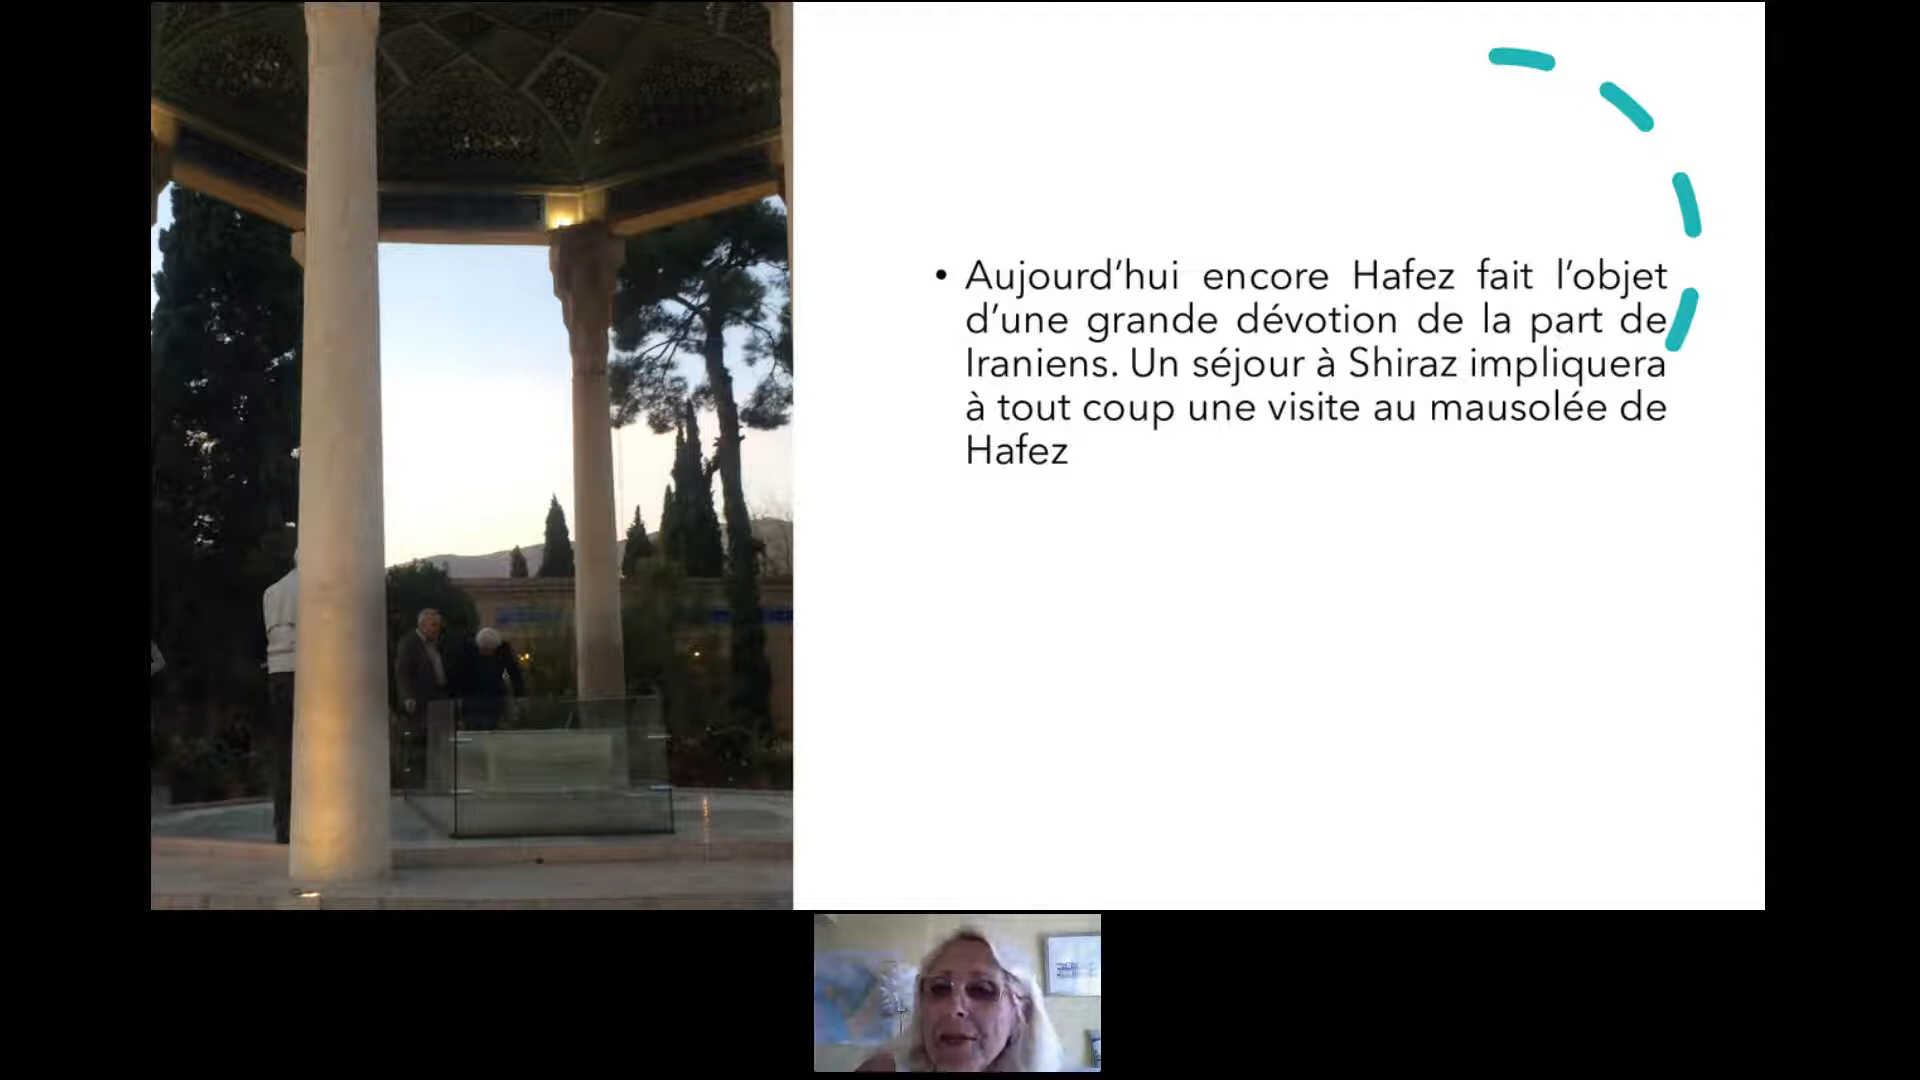 • Aujourd’hui encore Hafez fait l’objet
d’une grande dévotion de la part de
Iraniens. Un séjour à Shiraz impliquera
à tout coup une visite au mausolée de
Hafez